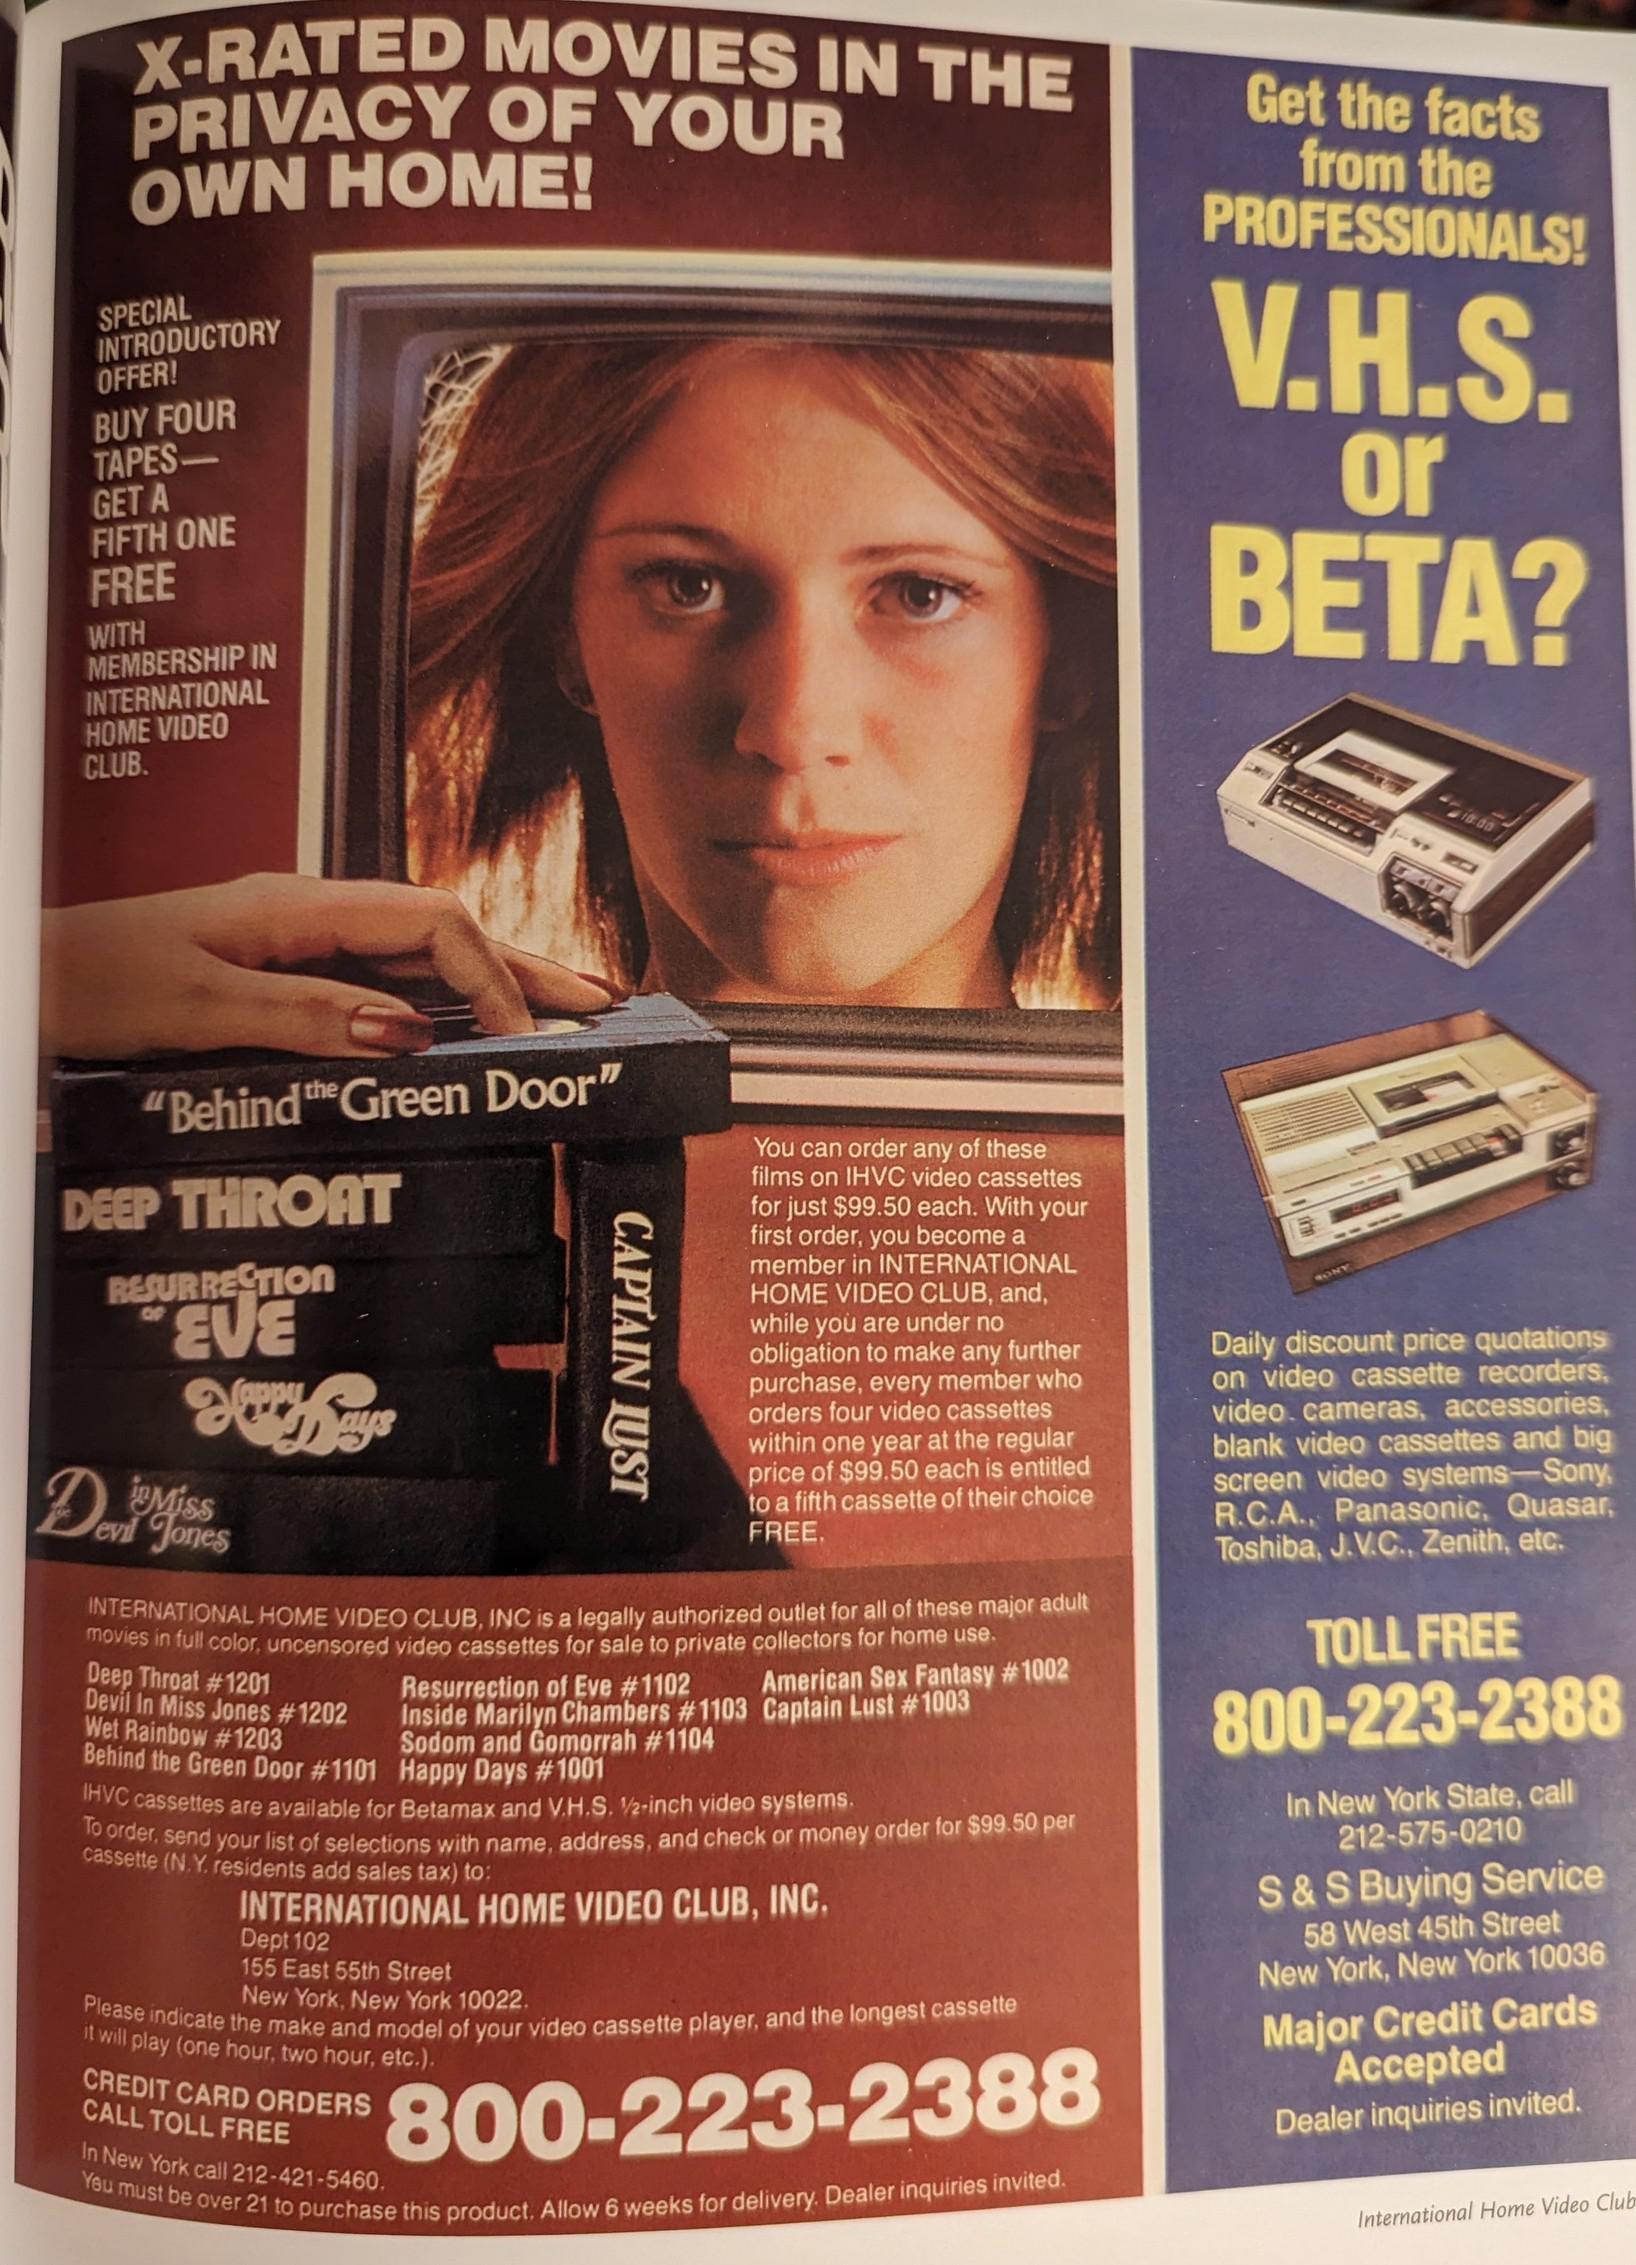 X-RATED MOVIES IN THE
PRIVACY OF YOUR
OWN HOME!
SPECIAL
INTRODUCTORY
OFFER!
BUY FOUR
TAPES—
GET A
FIFTH ONE
FREE
WITH
MEMBERSHIP IN
INTERNATIONAL
HOME VIDEO
CLUB.
"Behind the Green Door"
DEEP THROAT
RESURRECTION
OF EVE
Happy Days
The Devil in Miss Jones
CAPTAIN LUST
You can order any of these
films on IHVC video cassettes
for just $99.50 each. With your
first order, you become a
member in INTERNATIONAL
HOME VIDEO CLUB, and,
while you are under no
obligation to make any further
purchase, every member who
orders four video cassettes
within one year at the regular
price of $99.50 each is entitled
to a fifth cassette of their choice
FREE.
INTERNATIONAL HOME VIDEO CLUB, INC is a legally authorized outlet for all of these major adult
movies in full color, uncensored video cassettes for sale to private collectors for home use.
Deep Throat #1201
Devil In Miss Jones #1202
Wet Rainbow #1203
Behind the Green Door #1101
Resurrection of Eve #1102
Inside Marilyn Chambers #1103
Sodom and Gomorrah #1104
Happy Days #1001
American Sex Fantasy #1002
Captain Lust #1003
IHVC cassettes are available for Betamax and V.H.S. ½-inch video systems.
To order, send your list of selections with name, address, and check or money order for $99.50 per
cassette (N.Y. residents add sales tax) to:
INTERNATIONAL HOME VIDEO CLUB, INC.
Dept 102
155 East 55th Street
New York, New York 10022.
Please indicate the make and model of your video cassette player, and the longest cassette
it will play (one hour, two hour, etc.).
CREDIT CARD ORDERS
CALL TOLL FREE
800-223-2388
In New York call 212-421-5460.
You must be over 21 to purchase this product. Allow 6 weeks for delivery. Dealer inquiries invited.
Get the facts
from the
PROFESSIONALS!
V.H.S.
or
BETA?
SONY
Daily discount price quotations
on video cassette recorders,
video cameras, accessories,
blank video cassettes and big
screen video systems—Sony,
R.C.A., Panasonic, Quasar,
Toshiba, J.V.C., Zenith, etc.
TOLL FREE
800-223-2388
In New York State, call
212-575-0210
S & S Buying Service
58 West 45th Street
New York, New York 10036
Major Credit Cards
Accepted
Dealer inquiries invited.
International Home Video Club